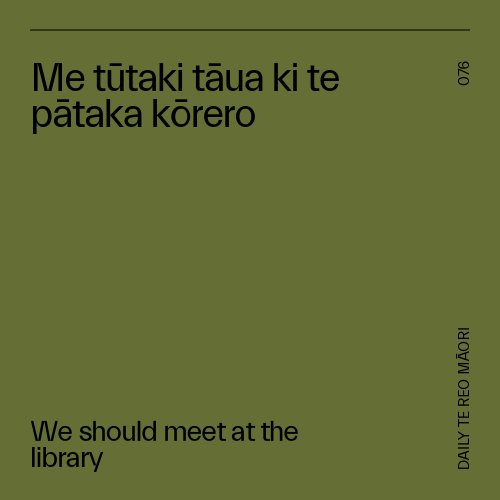 Me tūtaki tāua ki te
pātaka kōrero
076
We should meet at the
library
DAILY TE REO MĀORI